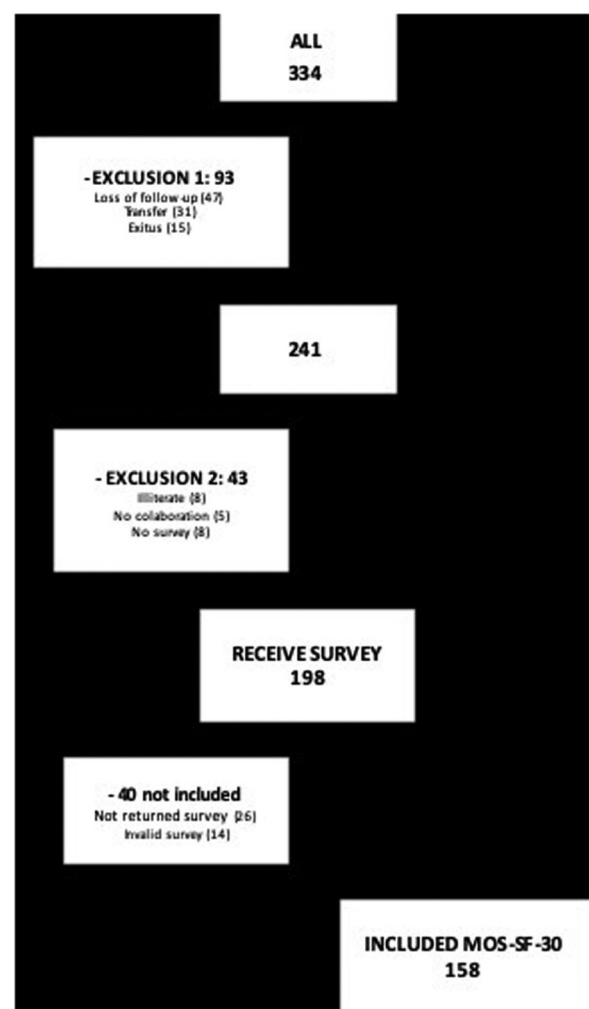 ALL
334
-EXCLUSION 1: 93
Loss of follow-up (47)
Transfer (31)
Exitus (15)
241
- EXCLUSION 2: 43
Illiterate (8)
No colaboration (5)
No survey (8)
RECEIVE SURVEY
198
- 40 not included
Not returned survey (26)
Invalid survey (14)
INCLUDED MOS-SF-30
158